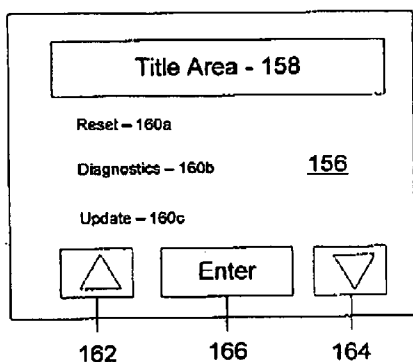 Title Area - 158
Reset – 160a
Diagnostics – 160b
156
Update – 160c
Enter
162
166
164